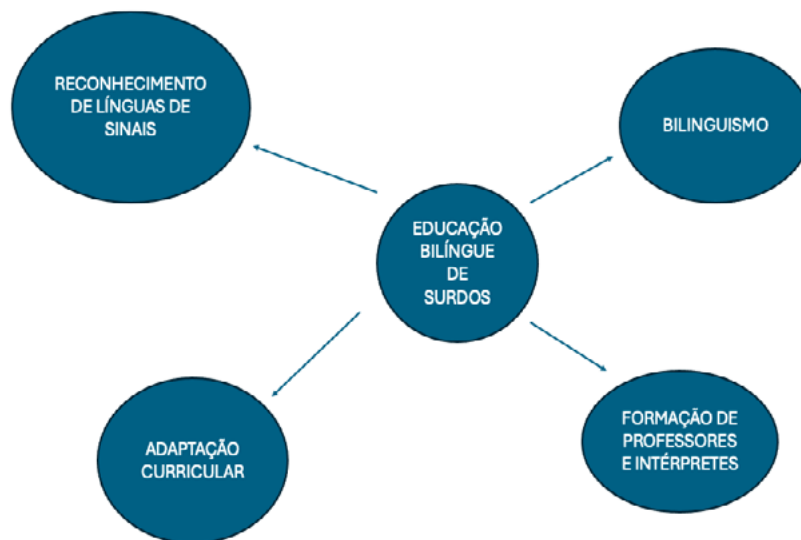 RECONHECIMENTO
DE LÍNGUAS DE
SINAIS
BILINGUISMO
EDUCAÇÃO
BILÍNGUE
DE
SURDOS
ADAPTAÇÃO
CURRICULAR
FORMAÇÃO DE
PROFESSORES
E INTÉRPRETES